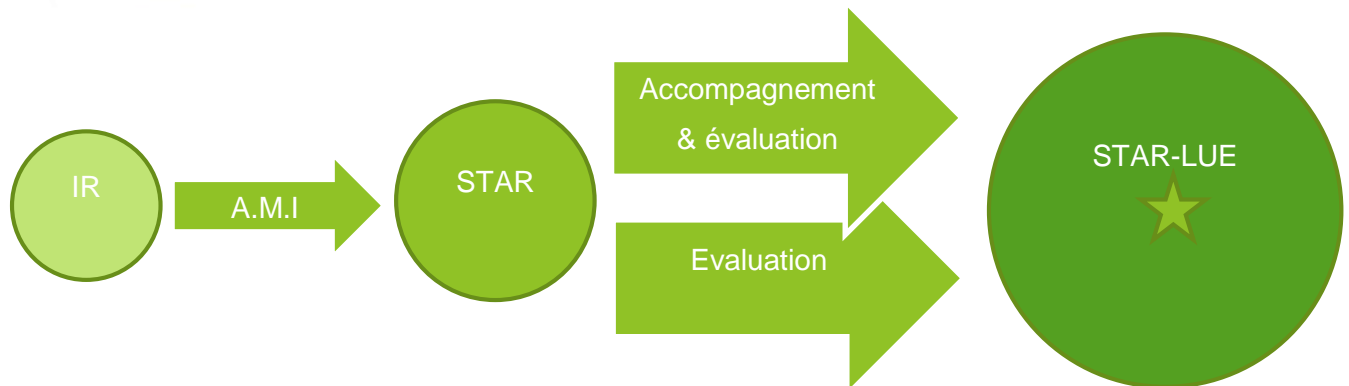 IR
A.M.I
STAR
Accompagnement
& évaluation
Evaluation
STAR-LUE